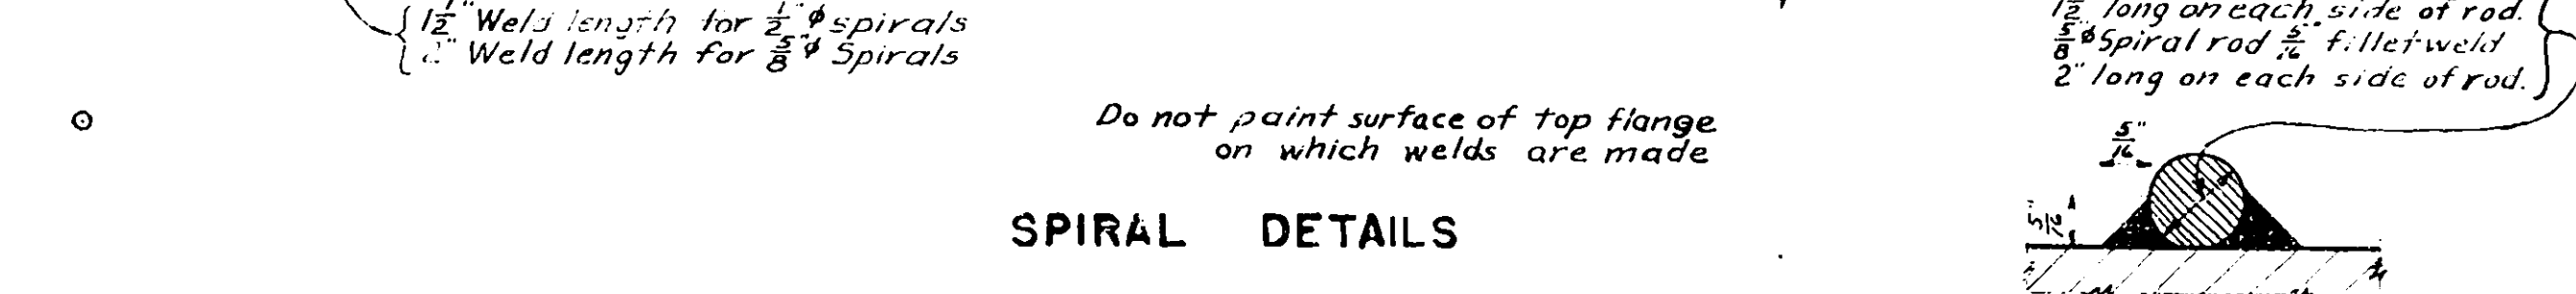 1½" Weld length for ½"ϕ spirals
2" Weld length for ⅝"ϕ Spirals
1½" long on each side of rod.
⅝"ϕ Spiral rod 5/16" fillet weld
2" long on each side of rod.
Do not paint surface of top flange
on which welds are made
5/16"
5/16"
SPIRAL DETAILS